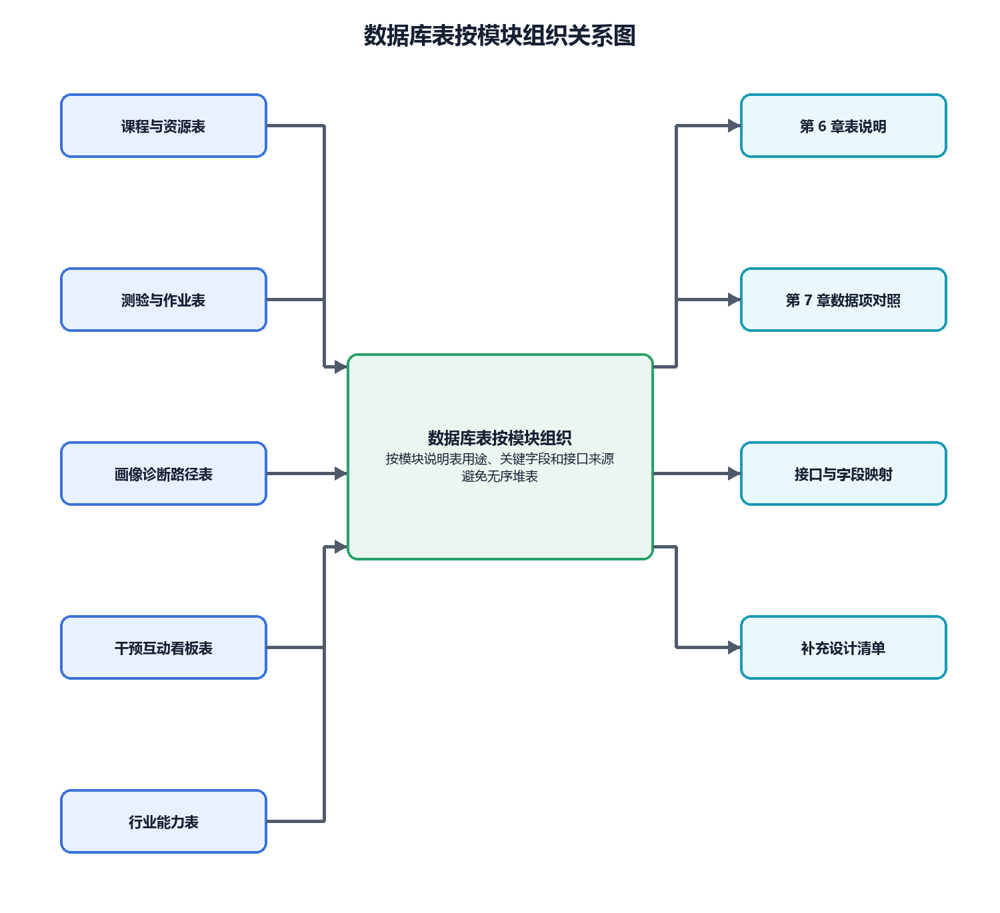 数据库表按模块组织关系图
课程与资源表
测验与作业表
画像诊断路径表
干预互动看板表
行业能力表
数据库表按模块组织
按模块说明表用途、关键字段和接口来源
避免无序堆表
第 6 章表说明
第 7 章数据项对照
接口与字段映射
补充设计清单